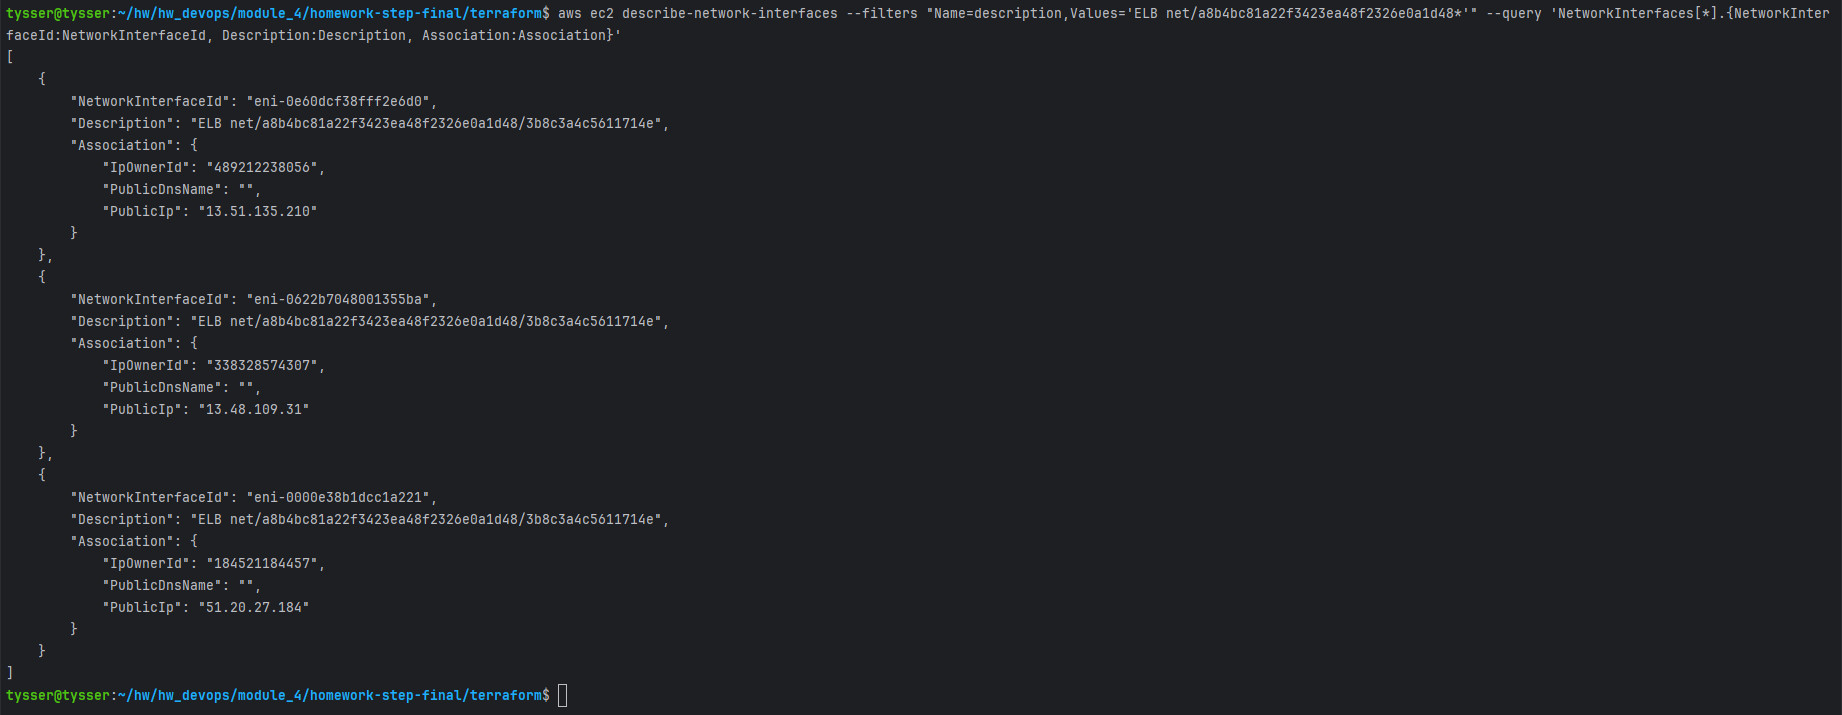 tysser@tysser:~/hw/hw_devops/module_4/homework-step-final/terraform$ aws ec2 describe-network-interfaces --filters "Name=description,Values='ELB net/a8b4bc81a22f3423ea48f2326e0a1d48*'" --query 'NetworkInterfaces[*].{NetworkInter
faceId:NetworkInterfaceId, Description:Description, Association:Association}'
[
    {
        "NetworkInterfaceId": "eni-0e60dcf38fff2e6d0",
        "Description": "ELB net/a8b4bc81a22f3423ea48f2326e0a1d48/3b8c3a4c5611714e",
        "Association": {
            "IpOwnerId": "489212238056",
            "PublicDnsName": "",
            "PublicIp": "13.51.135.210"
        }
    },
    {
        "NetworkInterfaceId": "eni-0622b7048001355ba",
        "Description": "ELB net/a8b4bc81a22f3423ea48f2326e0a1d48/3b8c3a4c5611714e",
        "Association": {
            "IpOwnerId": "338328574307",
            "PublicDnsName": "",
            "PublicIp": "13.48.109.31"
        }
    },
    {
        "NetworkInterfaceId": "eni-0000e38b1dcc1a221",
        "Description": "ELB net/a8b4bc81a22f3423ea48f2326e0a1d48/3b8c3a4c5611714e",
        "Association": {
            "IpOwnerId": "184521184457",
            "PublicDnsName": "",
            "PublicIp": "51.20.27.184"
        }
    }
]
tysser@tysser:~/hw/hw_devops/module_4/homework-step-final/terraform$